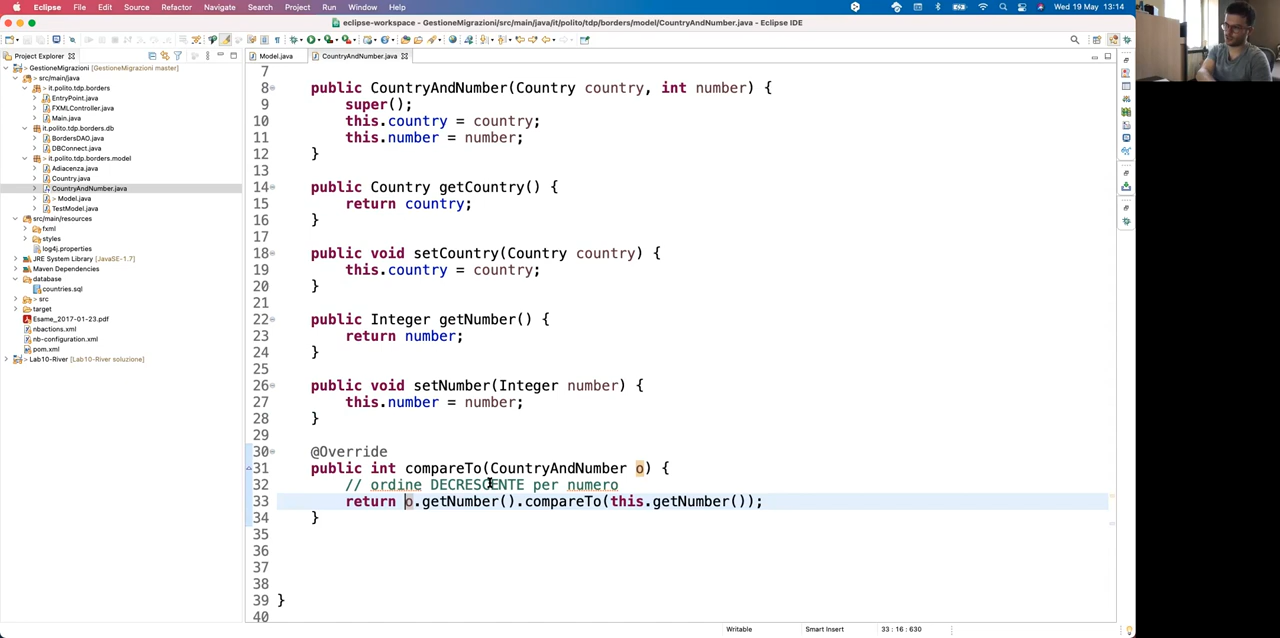 Eclipse File Edit Source Refactor Navigate Search Project Run Window Help Wed 19 May 13:14
eclipse-workspace - GestioneMigrazioni/src/main/java/it/polito/tdp/borders/model/CountryAndNumber.java - Eclipse IDE
Project Explorer
GestioneMigrazioni [GestioneMigrazioni master]
src/main/java
it.polito.tdp.borders
EntryPoint.java
FXMLController.java
Main.java
it.polito.tdp.borders.db
BordersDAO.java
DBConnect.java
> it.polito.tdp.borders.model
Adiacenza.java
Country.java
CountryAndNumber.java
> Model.java
TestModel.java
src/main/resources
fxml
styles
log4j.properties
JRE System Library [JavaSE-1.7]
Maven Dependencies
database
countries.sql
> src
target
Esame_2017-01-23.pdf
nbactions.xml
nb-configuration.xml
pom.xml
Lab10-River [Lab10-River soluzione]
Model.java CountryAndNumber.java
7
8 public CountryAndNumber(Country country, int number) {
9 super();
10 this.country = country;
11 this.number = number;
12 }
13
14 public Country getCountry() {
15 return country;
16 }
17
18 public void setCountry(Country country) {
19 this.country = country;
20 }
21
22 public Integer getNumber() {
23 return number;
24 }
25
26 public void setNumber(Integer number) {
27 this.number = number;
28 }
29
30 @Override
31 public int compareTo(CountryAndNumber o) {
32 // ordine DECRESCENTE per numero
33 return o.getNumber().compareTo(this.getNumber());
34 }
35
36
37
38
39 }
40
Writable Smart Insert 33 : 16 : 630